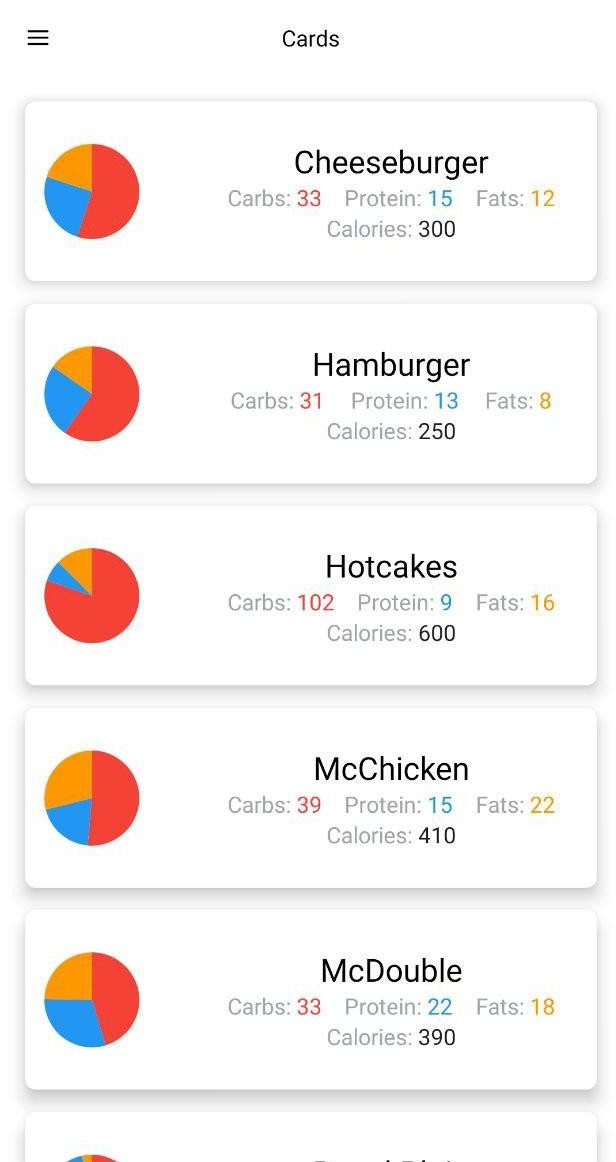 Cards
Cheeseburger
Carbs: 33 Protein: 15 Fats: 12
Calories: 300
Hamburger
Carbs: 31 Protein: 13 Fats: 8
Calories: 250
Hotcakes
Carbs: 102 Protein: 9 Fats: 16
Calories: 600
McChicken
Carbs: 39 Protein: 15 Fats: 22
Calories: 410
McDouble
Carbs: 33 Protein: 22 Fats: 18
Calories: 390